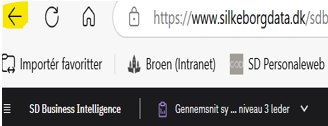 https://www.silkeborgdata.dk/sdb
Importér favoritter Broen (Intranet) SD Personaleweb
SD Business Intelligence Gennemsnit sy ... niveau 3 leder